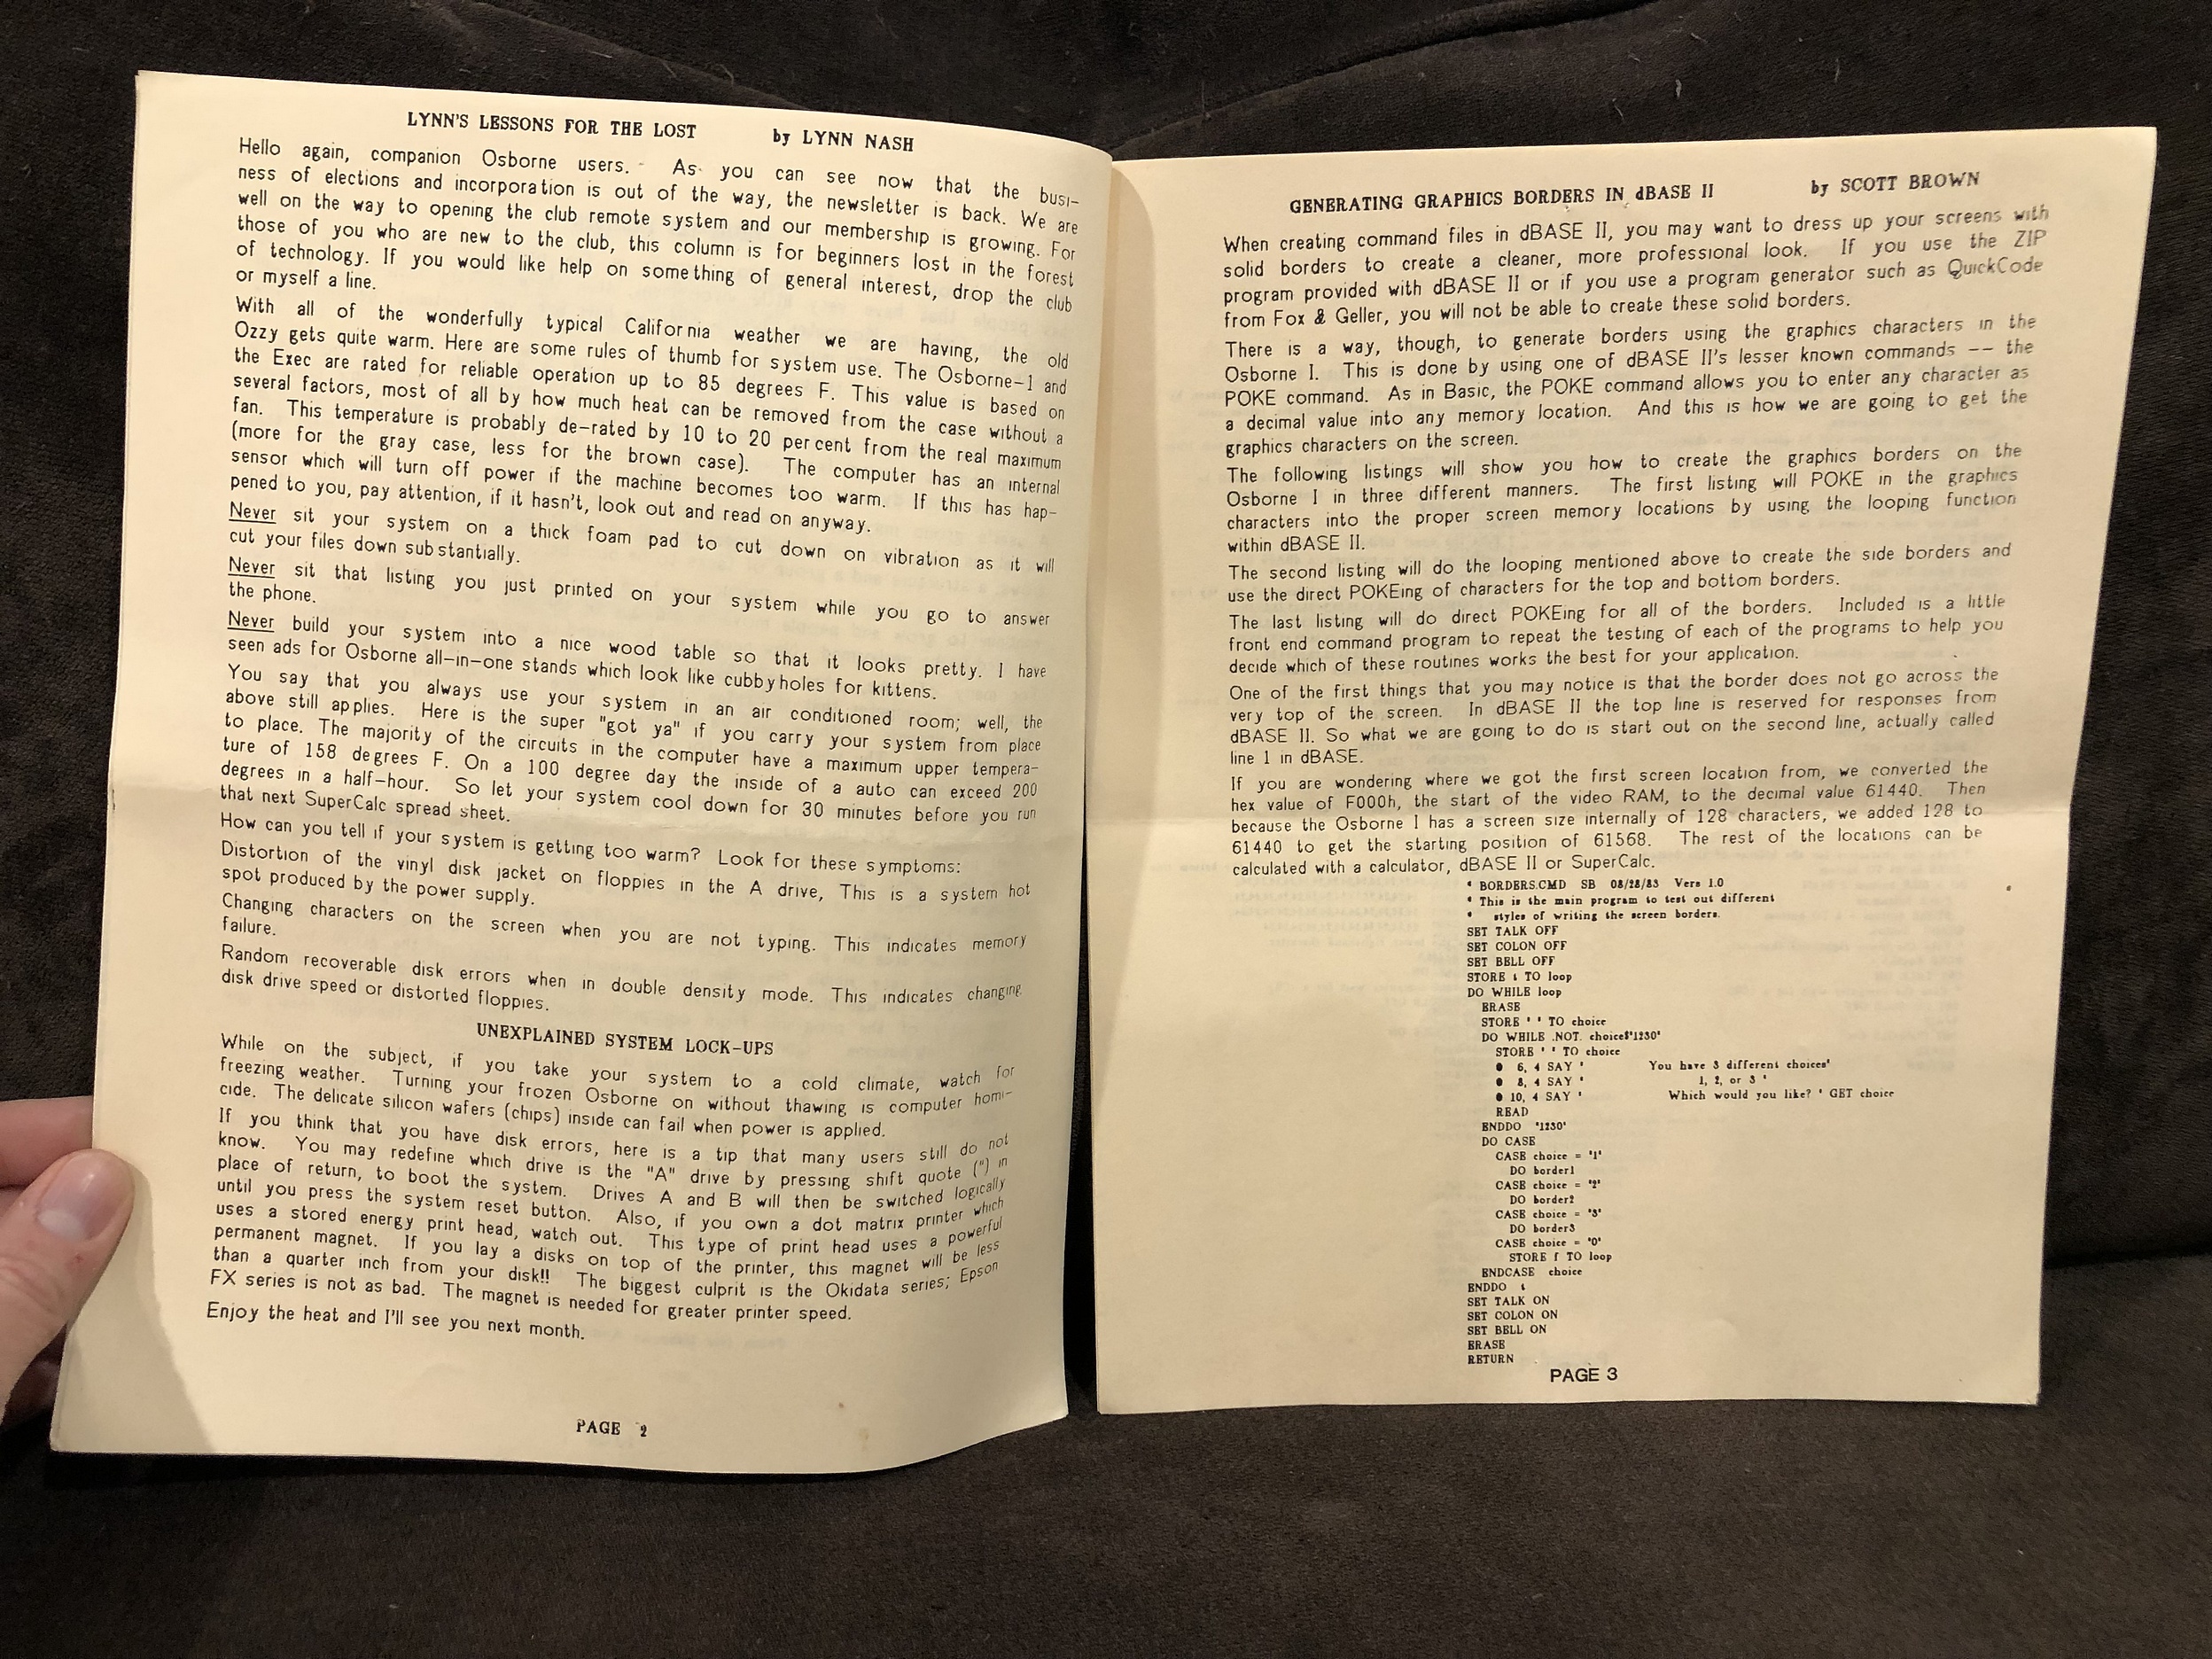 LYNN'S LESSONS FOR THE LOST by LYNN NASH
Hello again, companion Osborne users. As you can see now that the busi-
ness of elections and incorporation is out of the way, the newsletter is back. We are
well on the way to opening the club remote system and our membership is growing. For
those of you who are new to the club, this column is for beginners lost in the forest
of technology. If you would like help on something of general interest, drop the club
or myself a line.
With all of the wonderfully typical California weather we are having, the old
Ozzy gets quite warm. Here are some rules of thumb for system use. The Osborne-1 and
the Exec are rated for reliable operation up to 85 degrees F. This value is based on
several factors, most of all by how much heat can be removed from the case without a
fan. This temperature is probably de-rated by 10 to 20 percent from the real maximum
(more for the gray case, less for the brown case). The computer has an internal
sensor which will turn off power if the machine becomes too warm. If this has hap-
pened to you, pay attention, if it hasn't, look out and read on anyway.
Never sit your system on a thick foam pad to cut down on vibration as it will
cut your files down substantially.
Never sit that listing you just printed on your system while you go to answer
the phone.
Never build your system into a nice wood table so that it looks pretty. I have
seen ads for Osborne all-in-one stands which look like cubbyholes for kittens.
You say that you always use your system in an air conditioned room; well, the
above still applies. Here is the super "got ya" if you carry your system from place
to place. The majority of the circuits in the computer have a maximum upper tempera-
ture of 158 degrees F. On a 100 degree day the inside of a auto can exceed 200
degrees in a half-hour. So let your system cool down for 30 minutes before you run
that next SuperCalc spread sheet.
How can you tell if your system is getting too warm? Look for these symptoms:
Distortion of the vinyl disk jacket on floppies in the A drive, This is a system hot
spot produced by the power supply.
Changing characters on the screen when you are not typing. This indicates memory
failure.
Random recoverable disk errors when in double density mode. This indicates changing
disk drive speed or distorted floppies.
UNEXPLAINED SYSTEM LOCK-UPS
While on the subject, if you take your system to a cold climate, watch for
freezing weather. Turning your frozen Osborne on without thawing is computer homi-
cide. The delicate silicon wafers (chips) inside can fail when power is applied.
If you think that you have disk errors, here is a tip that many users still do not
know. You may redefine which drive is the "A" drive by pressing shift quote (") in
place of return, to boot the system. Drives A and B will then be switched logically
until you press the system reset button. Also, if you own a dot matrix printer which
uses a stored energy print head, watch out. This type of print head uses a powerful
permanent magnet. If you lay a disks on top of the printer, this magnet will be less
than a quarter inch from your disk!! The biggest culprit is the Okidata series; Epson
FX series is not as bad. The magnet is needed for greater printer speed.
Enjoy the heat and I'll see you next month.
PAGE 2
GENERATING GRAPHICS BORDERS IN dBASE II by SCOTT BROWN
When creating command files in dBASE II, you may want to dress up your screens with
solid borders to create a cleaner, more professional look. If you use the ZIP
program provided with dBASE II or if you use a program generator such as QuickCode
from Fox & Geller, you will not be able to create these solid borders.
There is a way, though, to generate borders using the graphics characters in the
Osborne I. This is done by using one of dBASE II's lesser known commands -- the
POKE command. As in Basic, the POKE command allows you to enter any character as
a decimal value into any memory location. And this is how we are going to get the
graphics characters on the screen.
The following listings will show you how to create the graphics borders on the
Osborne I in three different manners. The first listing will POKE in the graphics
characters into the proper screen memory locations by using the looping function
within dBASE II.
The second listing will do the looping mentioned above to create the side borders and
use the direct POKEing of characters for the top and bottom borders.
The last listing will do direct POKEing for all of the borders. Included is a little
front end command program to repeat the testing of each of the programs to help you
decide which of these routines works the best for your application.
One of the first things that you may notice is that the border does not go across the
very top of the screen. In dBASE II the top line is reserved for responses from
dBASE II. So what we are going to do is start out on the second line, actually called
line 1 in dBASE.
If you are wondering where we got the first screen location from, we converted the
hex value of F000h, the start of the video RAM, to the decimal value 61440. Then
because the Osborne I has a screen size internally of 128 characters, we added 128 to
61440 to get the starting position of 61568. The rest of the locations can be
calculated with a calculator, dBASE II or SuperCalc.
* BORDERS.CMD SB 08/28/83 Vers 1.0
* This is the main program to test out different
* styles of writing the screen borders.
SET TALK OFF
SET COLON OFF
SET BELL OFF
STORE t TO loop
DO WHILE loop
ERASE
STORE ' ' TO choice
DO WHILE .NOT. choice$'1230'
STORE ' ' TO choice
@ 6, 4 SAY ' You have 3 different choices'
@ 8, 4 SAY ' 1, 2, or 3 '
@ 10, 4 SAY ' Which would you like? ' GET choice
READ
ENDDO '1230'
DO CASE
CASE choice = '1'
DO border1
CASE choice = '2'
DO border2
CASE choice = '3'
DO border3
CASE choice = '0'
STORE f TO loop
ENDCASE choice
ENDDO t
SET TALK ON
SET COLON ON
SET BELL ON
ERASE
RETURN
PAGE 3